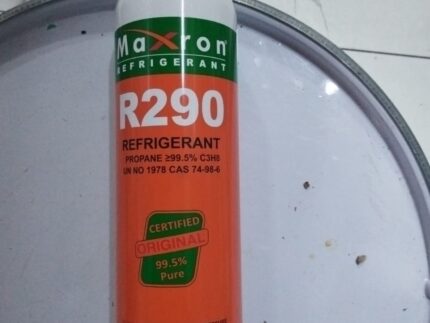 MaXron
REFRIGERANT
R290
REFRIGERANT
PROPANE ≥99.5% C3H8
UN NO 1978 CAS 74-98-6
CERTIFIED
ORIGINAL
99.5%
Pure